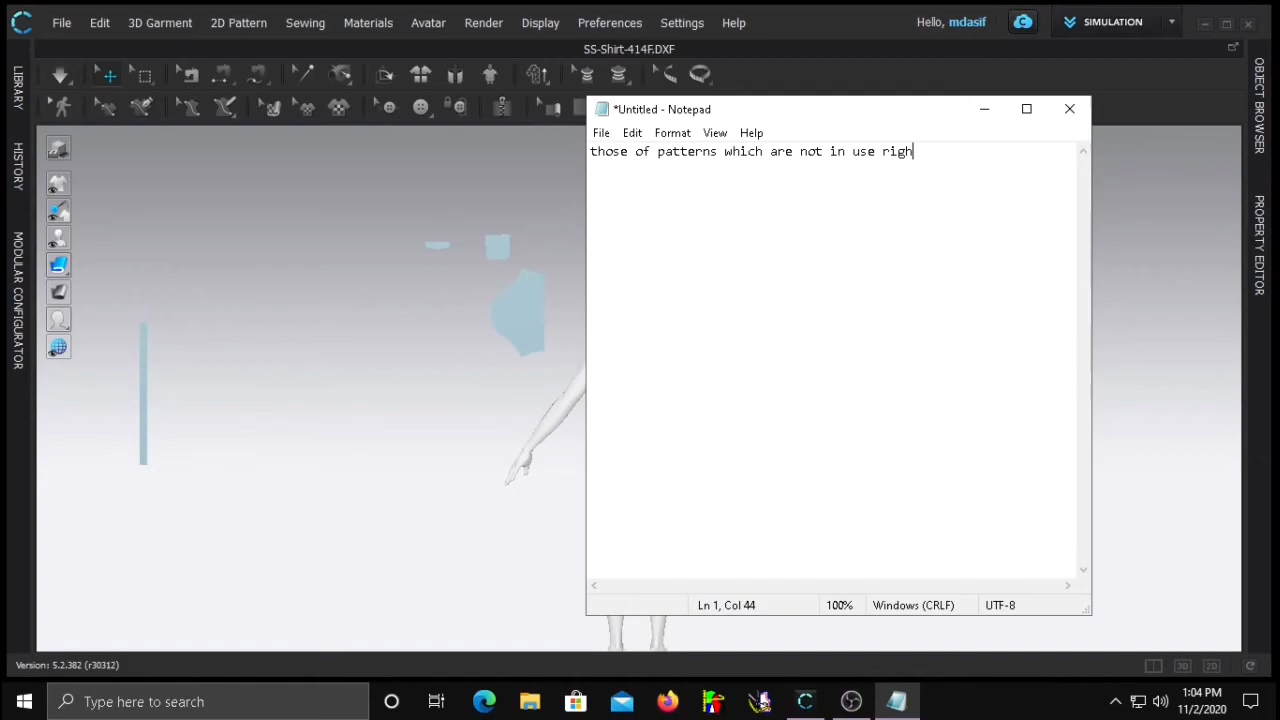 File Edit 3D Garment 2D Pattern Sewing Materials Avatar Render Display Preferences Settings Help Hello, mdasif SIMULATION
SS-Shirt-414F.DXF
LIBRARY
HISTORY
MODULAR CONFIGURATOR
OBJECT BROWSER
PROPERTY EDITOR
*Untitled - Notepad
File Edit Format View Help
those of patterns which are not in use righ
Ln 1, Col 44 100% Windows (CRLF) UTF-8
Version: 5.2.382 (r30312) 3D 2D
Type here to search
1:04 PM
11/2/2020